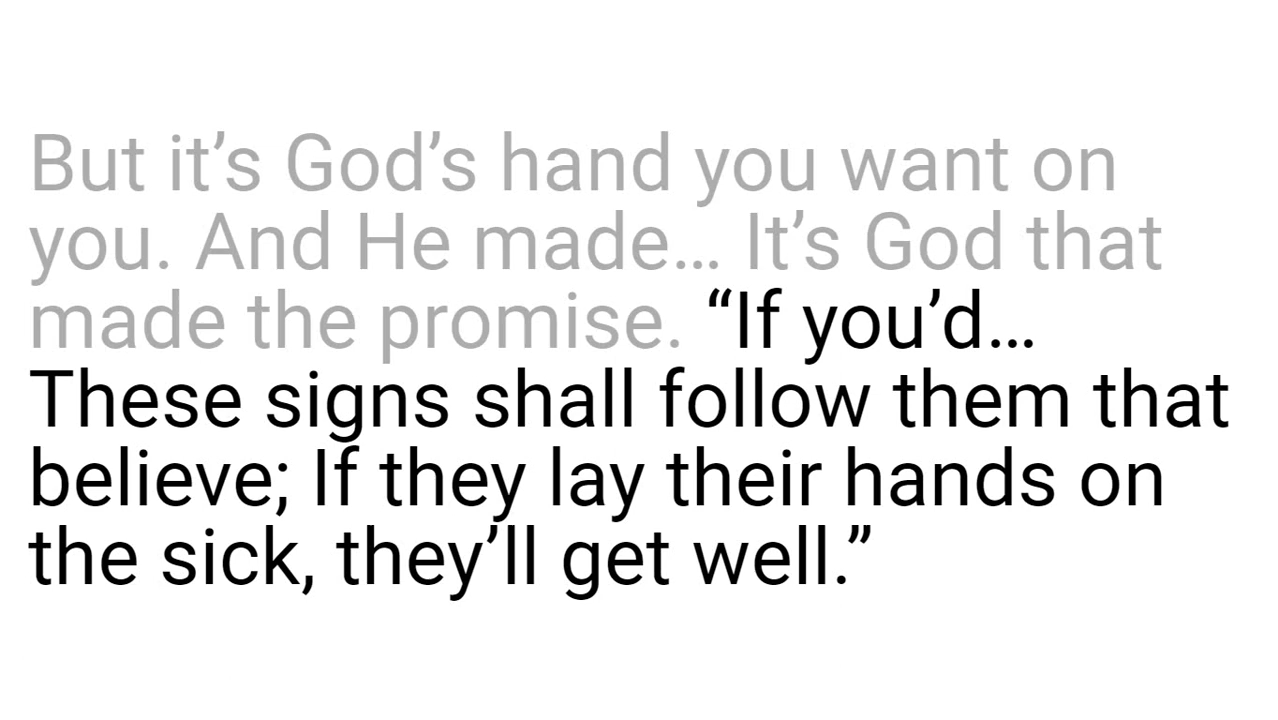 But it’s God’s hand you want on
you. And He made… It’s God that
made the promise. “If you’d…
These signs shall follow them that
believe; If they lay their hands on
the sick, they’ll get well.”